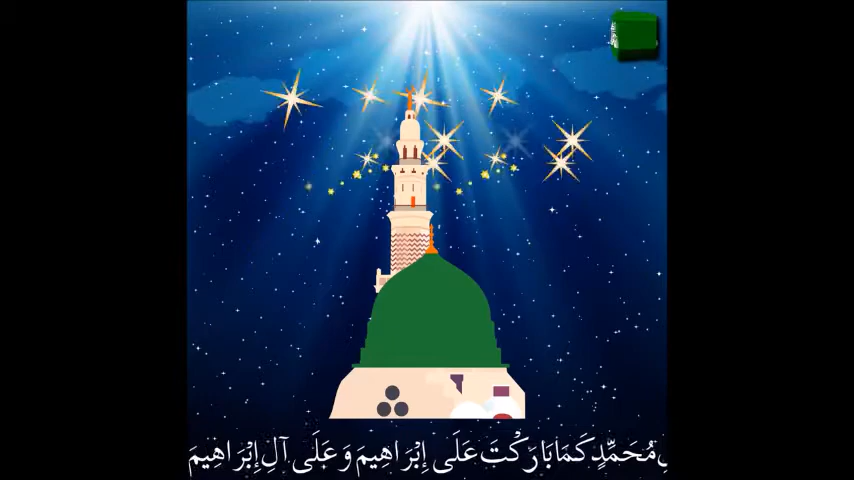 مُحَمَّدٍ كَمَا بَارَكْتَ عَلَى إِبْرَاهِيمَ وَعَلَى آلِ إِبْرَاهِيمَ